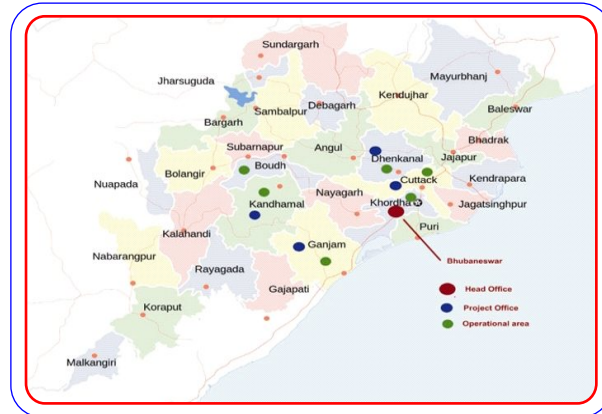 Sundargarh
Mayurbhanj
Jharsuguda
Kendujhar
Debagarh
Sambalpur
Baleswar
Bargarh
Bhadrak
Subarnapur
Angul
Dhenkanal
Jajapur
Boudh
Bolangir
Cuttack
Kendrapara
Nuapada
Nayagarh
Khordha
Jagatsinghpur
Kandhamal
Puri
Kalahandi
Ganjam
Nabarangpur
Bhubaneswar
Rayagada
Gajapati
Head Office
Koraput
Project Office
Operational area
Malkangiri